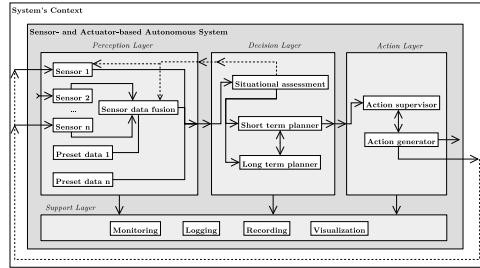 System's Context
Sensor- and Actuator-based Autonomous System
Perception Layer
Decision Layer
Action Layer
Sensor 1
Sensor 2
...
Sensor n
Sensor data fusion
Preset data 1
Preset data n
Situational assessment
Short term planner
Long term planner
Action supervisor
Action generator
Support Layer
Monitoring
Logging
Recording
Visualization